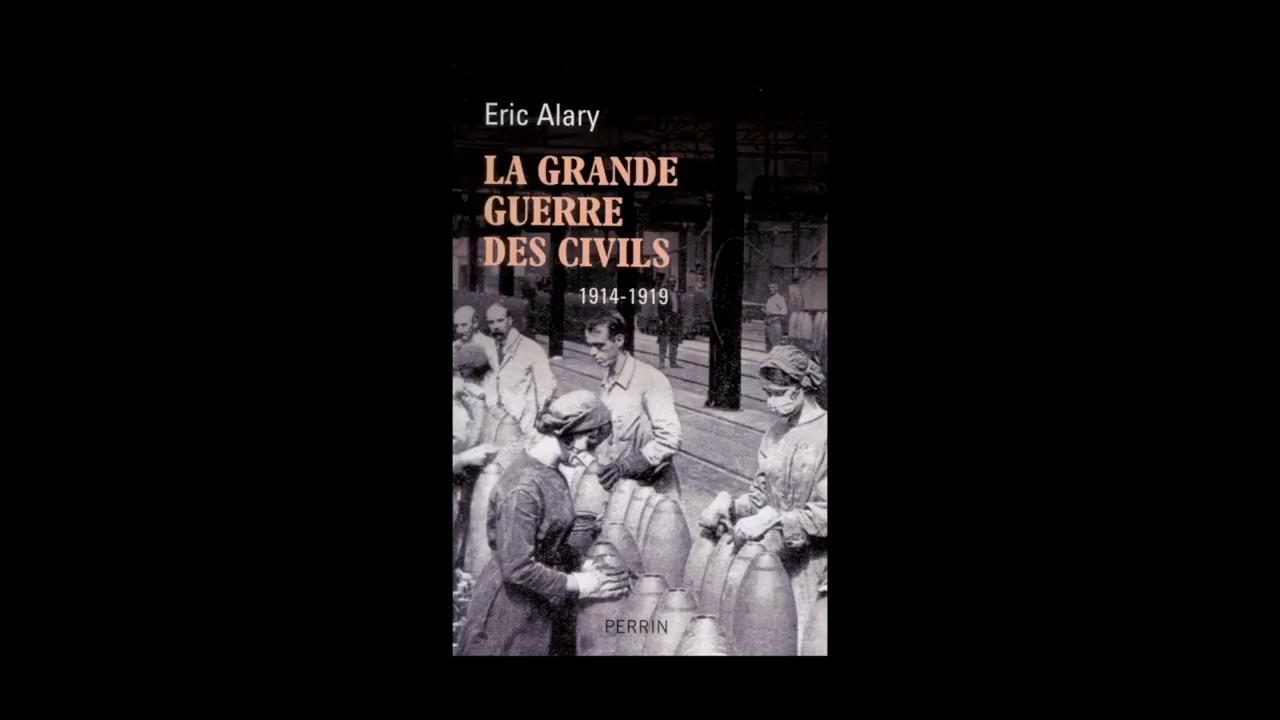 Eric Alary
LA GRANDE
GUERRE
DES CIVILS
1914-1919
PERRIN